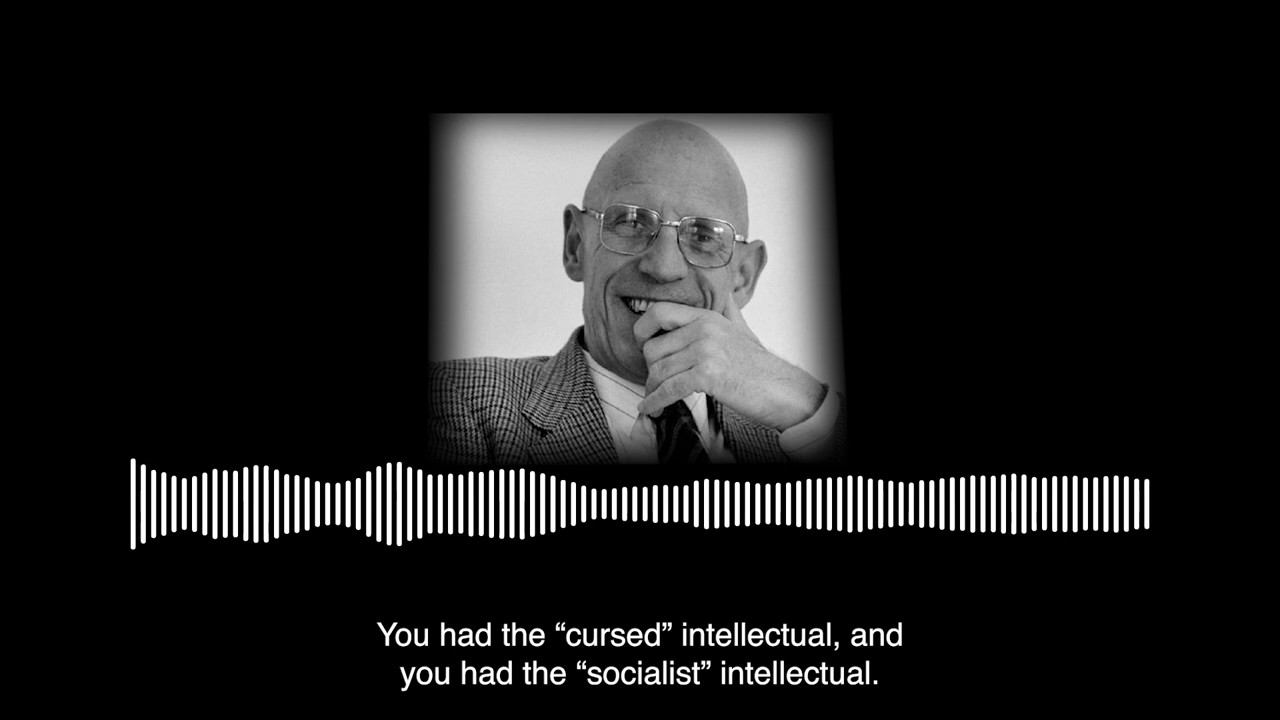 You had the “cursed” intellectual, and
you had the “socialist” intellectual.